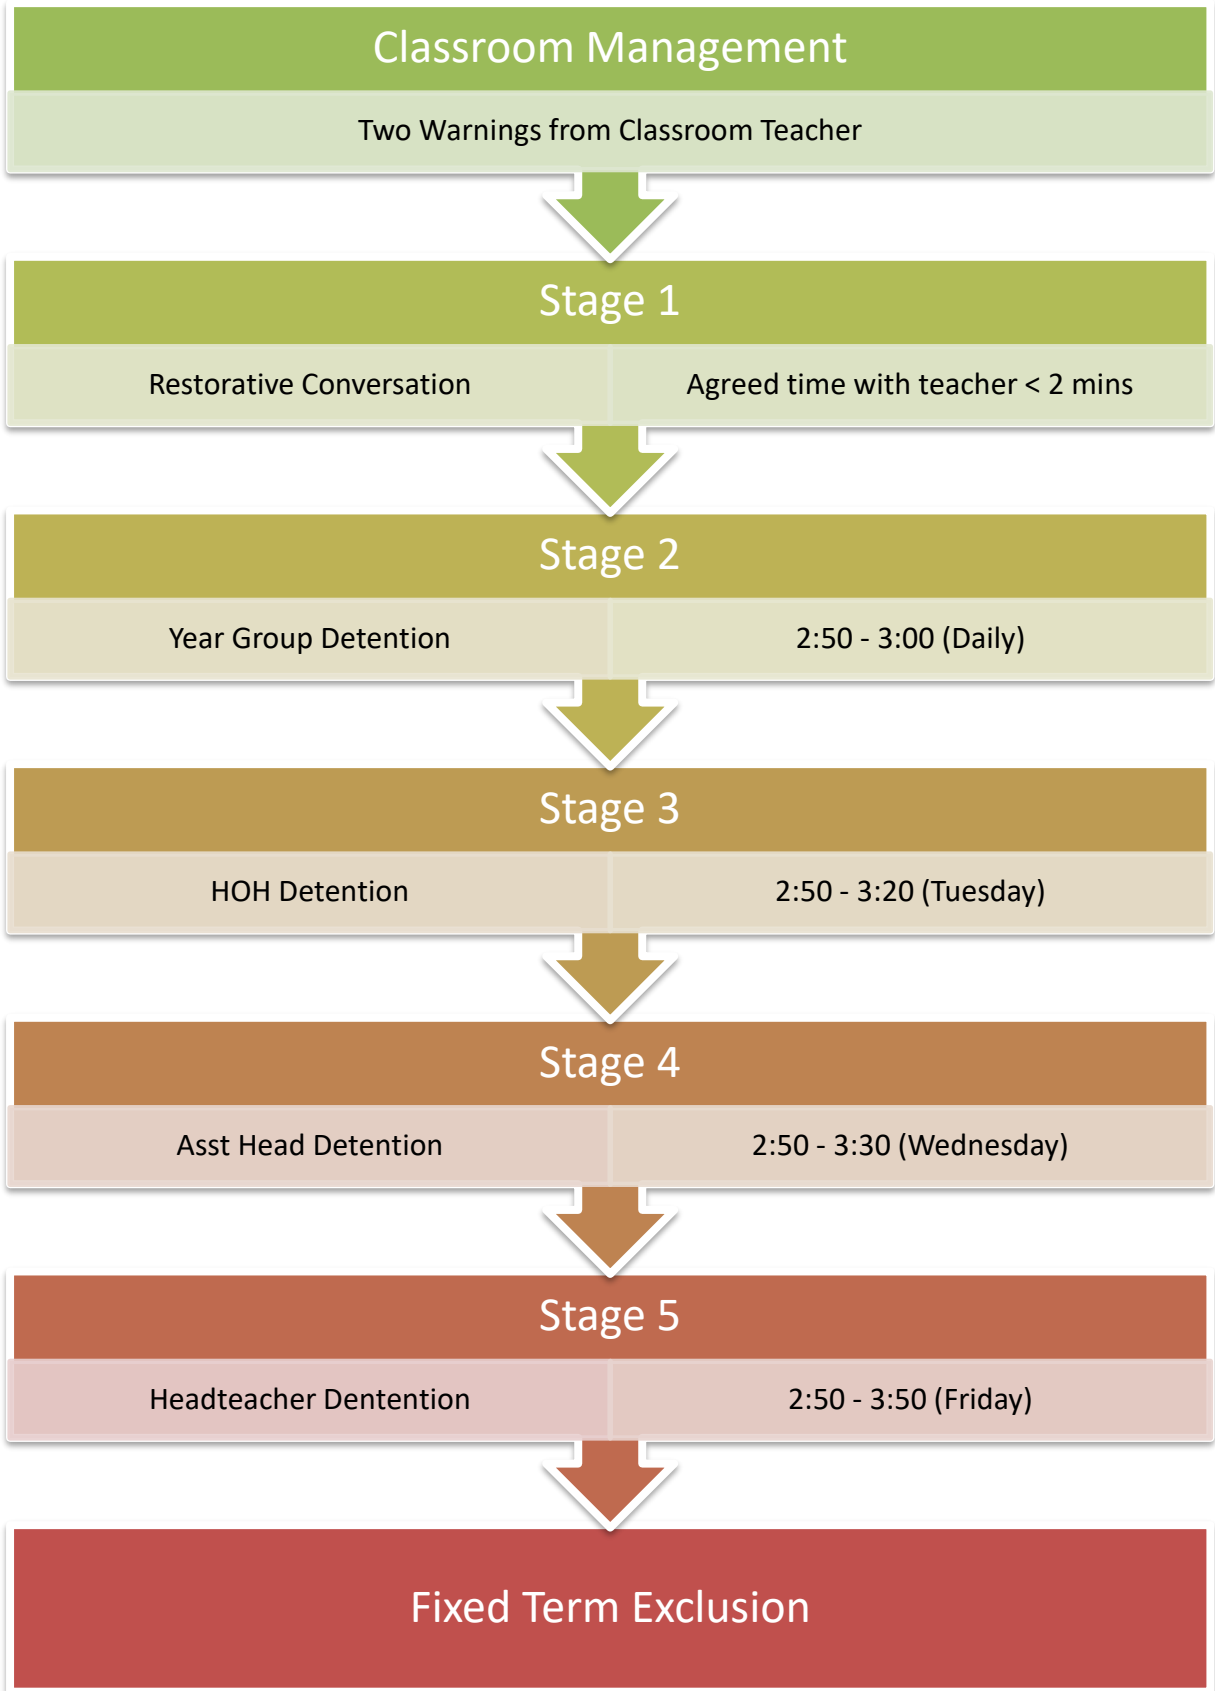 Classroom Management
Two Warnings from Classroom Teacher
Stage 1
Restorative Conversation
Agreed time with teacher < 2 mins
Stage 2
Year Group Detention
2:50 - 3:00 (Daily)
Stage 3
HOH Detention
2:50 - 3:20 (Tuesday)
Stage 4
Asst Head Detention
2:50 - 3:30 (Wednesday)
Stage 5
Headteacher Dentention
2:50 - 3:50 (Friday)
Fixed Term Exclusion